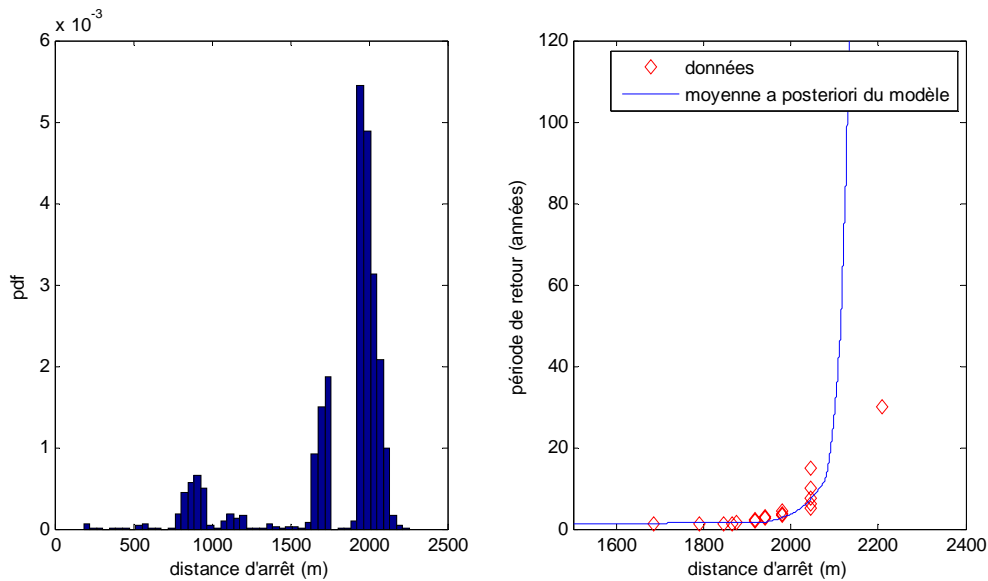 x 10-3
6
5
4
3
2
1
0
0 500 1000 1500 2000 2500
pdf
distance d'arrêt (m)
120
100
80
60
40
20
0
1600 1800 2000 2200 2400
période de retour (années)
distance d'arrêt (m)
données
moyenne a posteriori du modèle